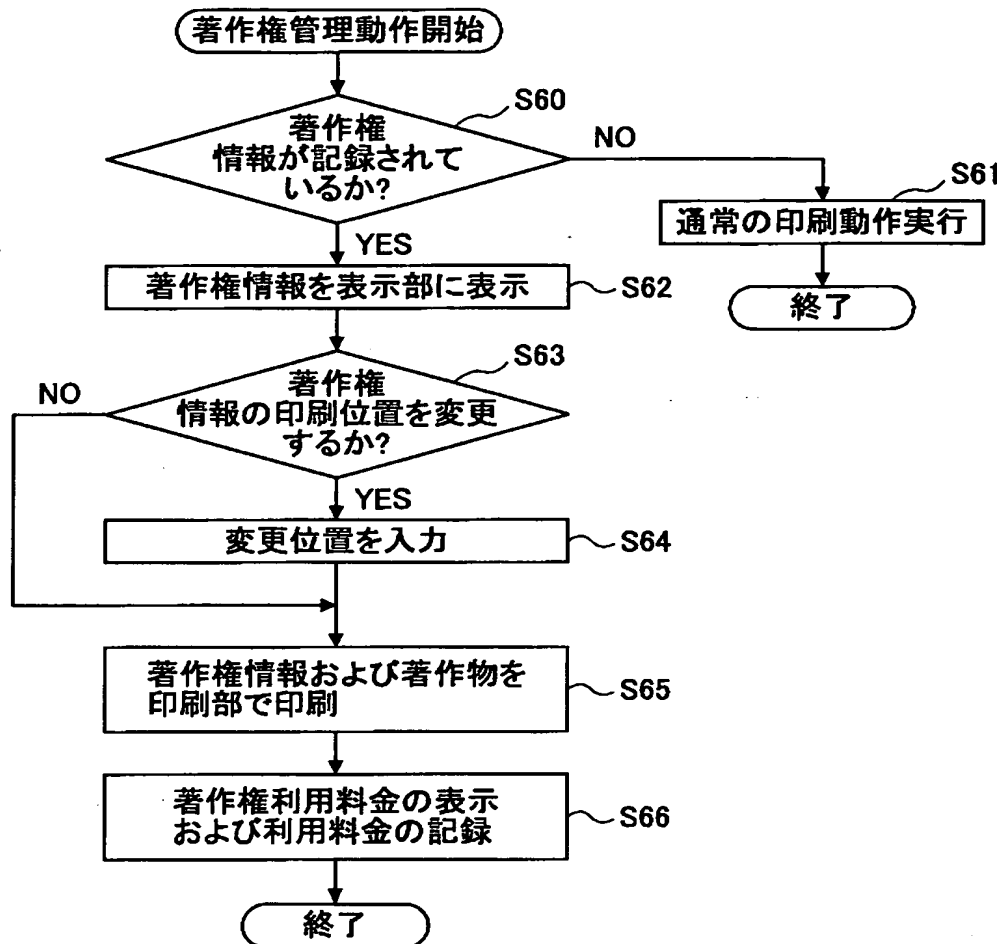 著作権管理動作開始
S60
著作権
情報が記録されて
いるか?
NO
S61
通常の印刷動作実行
終了
YES
著作権情報を表示部に表示
S62
S63
著作権
情報の印刷位置を変更
するか?
NO
YES
変更位置を入力
S64
著作権情報および著作物を
印刷部で印刷
S65
著作権利用料金の表示
および利用料金の記録
S66
終了